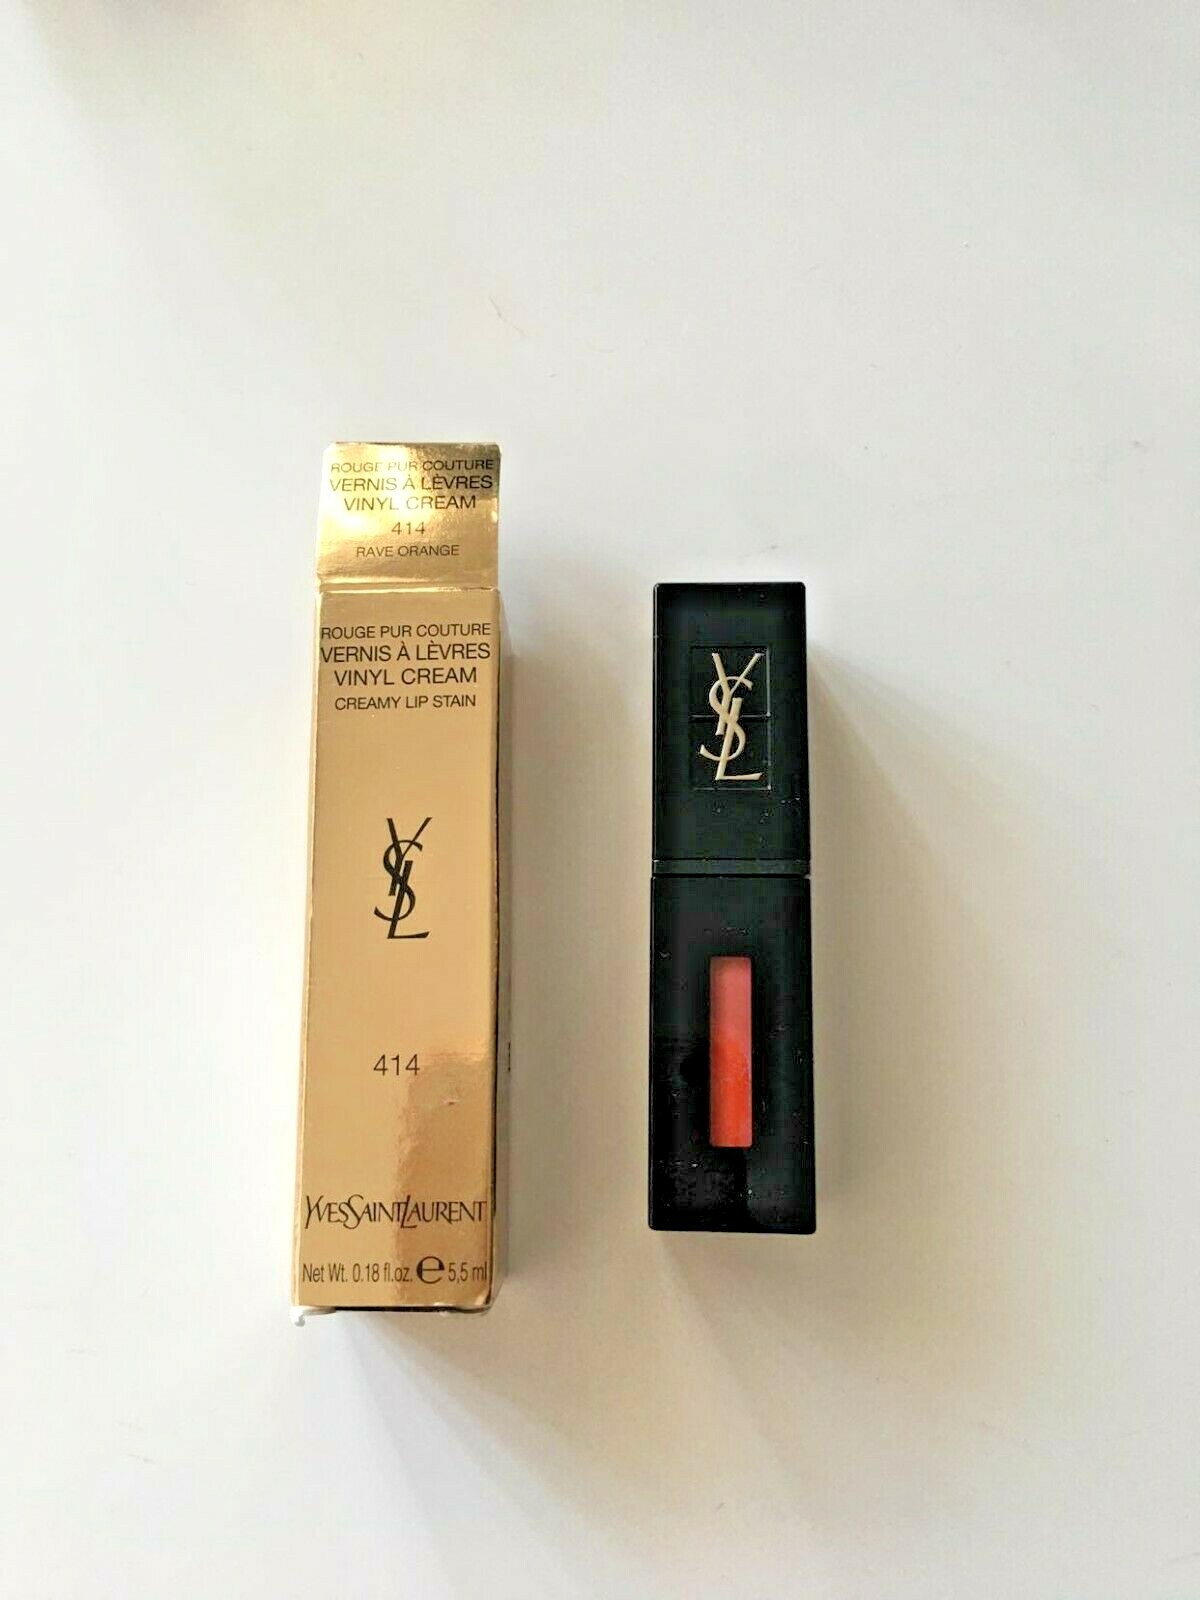 ROUGE PUR COUTURE
VERNIS À LÈVRES
VINYL CREAM
414
RAVE ORANGE
ROUGE PUR COUTURE
VERNIS À LÈVRES
VINYL CREAM
CREAMY LIP STAIN
YSL
414
YVESSAINTLAURENT
Net Wt. 0.18 fl.oz. e 5,5 ml
YSL